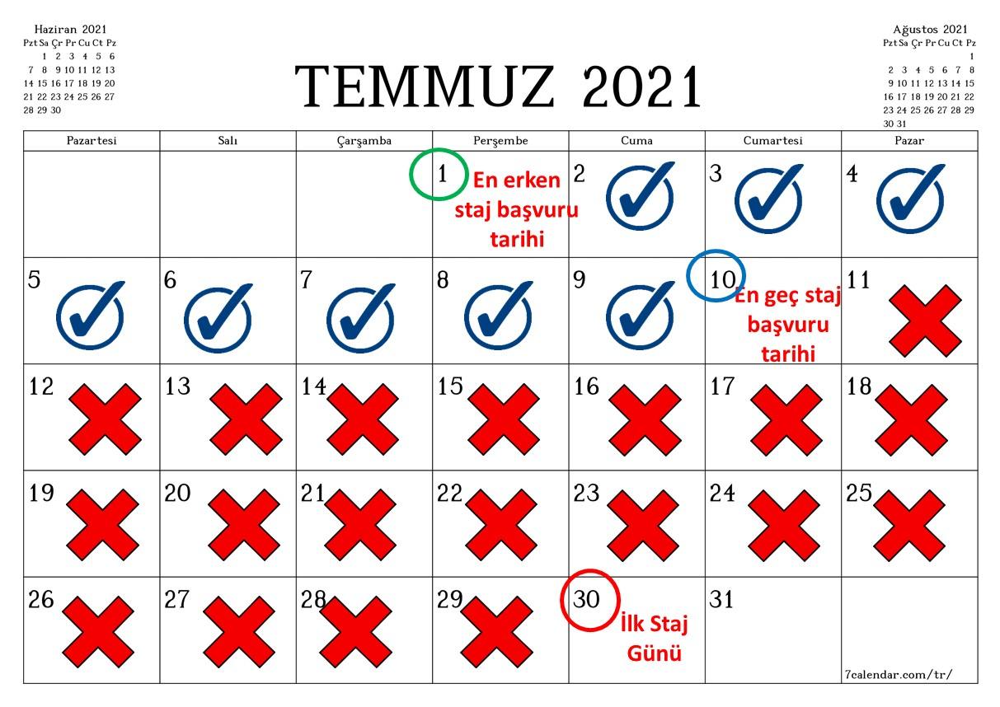 Haziran 2021
Pzt Sa Çr Pr Cu Ct Pz
1 2 3 4 5 6
7 8 9 10 11 12 13
14 15 16 17 18 19 20
21 22 23 24 25 26 27
28 29 30
TEMMUZ 2021
Ağustos 2021
Pzt Sa Çr Pr Cu Ct Pz
1
2 3 4 5 6 7 8
9 10 11 12 13 14 15
16 17 18 19 20 21 22
23 24 25 26 27 28 29
30 31
Pazartesi Salı Çarşamba Perşembe Cuma Cumartesi Pazar
1 2 3 4
En erken
staj başvuru
tarihi
5 6 7 8 9 10 11
En geç staj
başvuru
tarihi
12 13 14 15 16 17 18
19 20 21 22 23 24 25
26 27 28 29 30 31
İlk Staj
Günü
7calendar.com/tr/